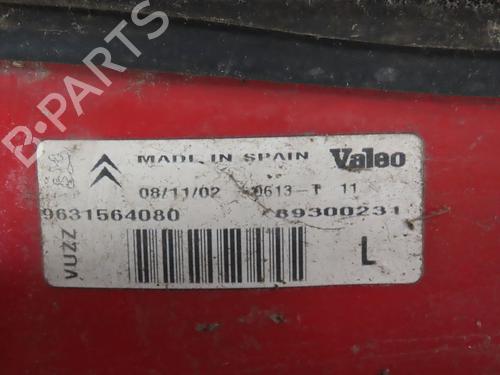 B-PARTS
MADE IN SPAIN Valeo
08/11/02 0613-T 11
9631564080 89300231
VUZZ
L